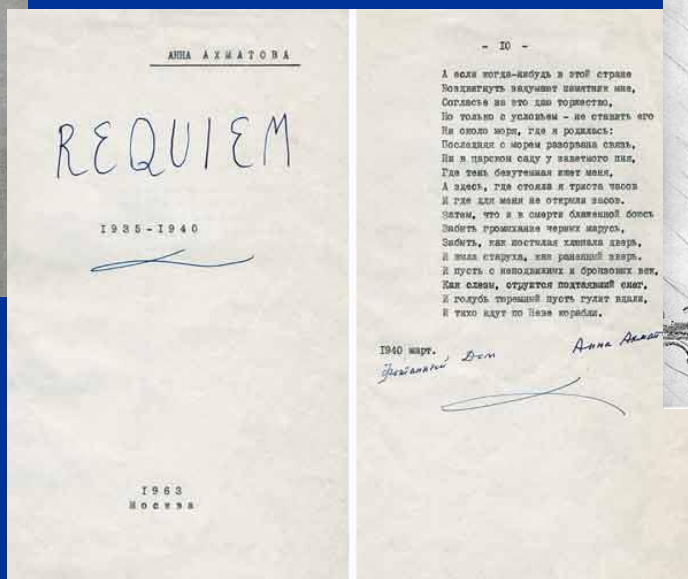 АННА АХМАТОВА
REQUIEM
1935-1940
1963
Москва
- 10 -
А если когда-нибудь в этой стране
Воздвигнуть задумают памятник мне,
Согласье на это даю торжество,
Но только с условьем - не ставить его
Ни около моря, где я родилась:
Последняя с морем разорвана связь,
Ни в царском саду у заветного пня,
Где тень безутешная ищет меня,
А здесь, где стояла я триста часов
И где для меня не открыли засов.
Затем, что и в смерти блаженной боюсь
Забыть громыхание черных марусь,
Забыть, как постылая хлюпала дверь,
И выла старуха, как раненный зверь.
И пусть с неподвижных и бронзовых век,
Как слезы, струится подтаявший снег,
И голубь тюремный пусть гулит вдали,
И тихо идут по Неве корабли.
1940 март.
Фонтанный Дом
Анна Ахмат